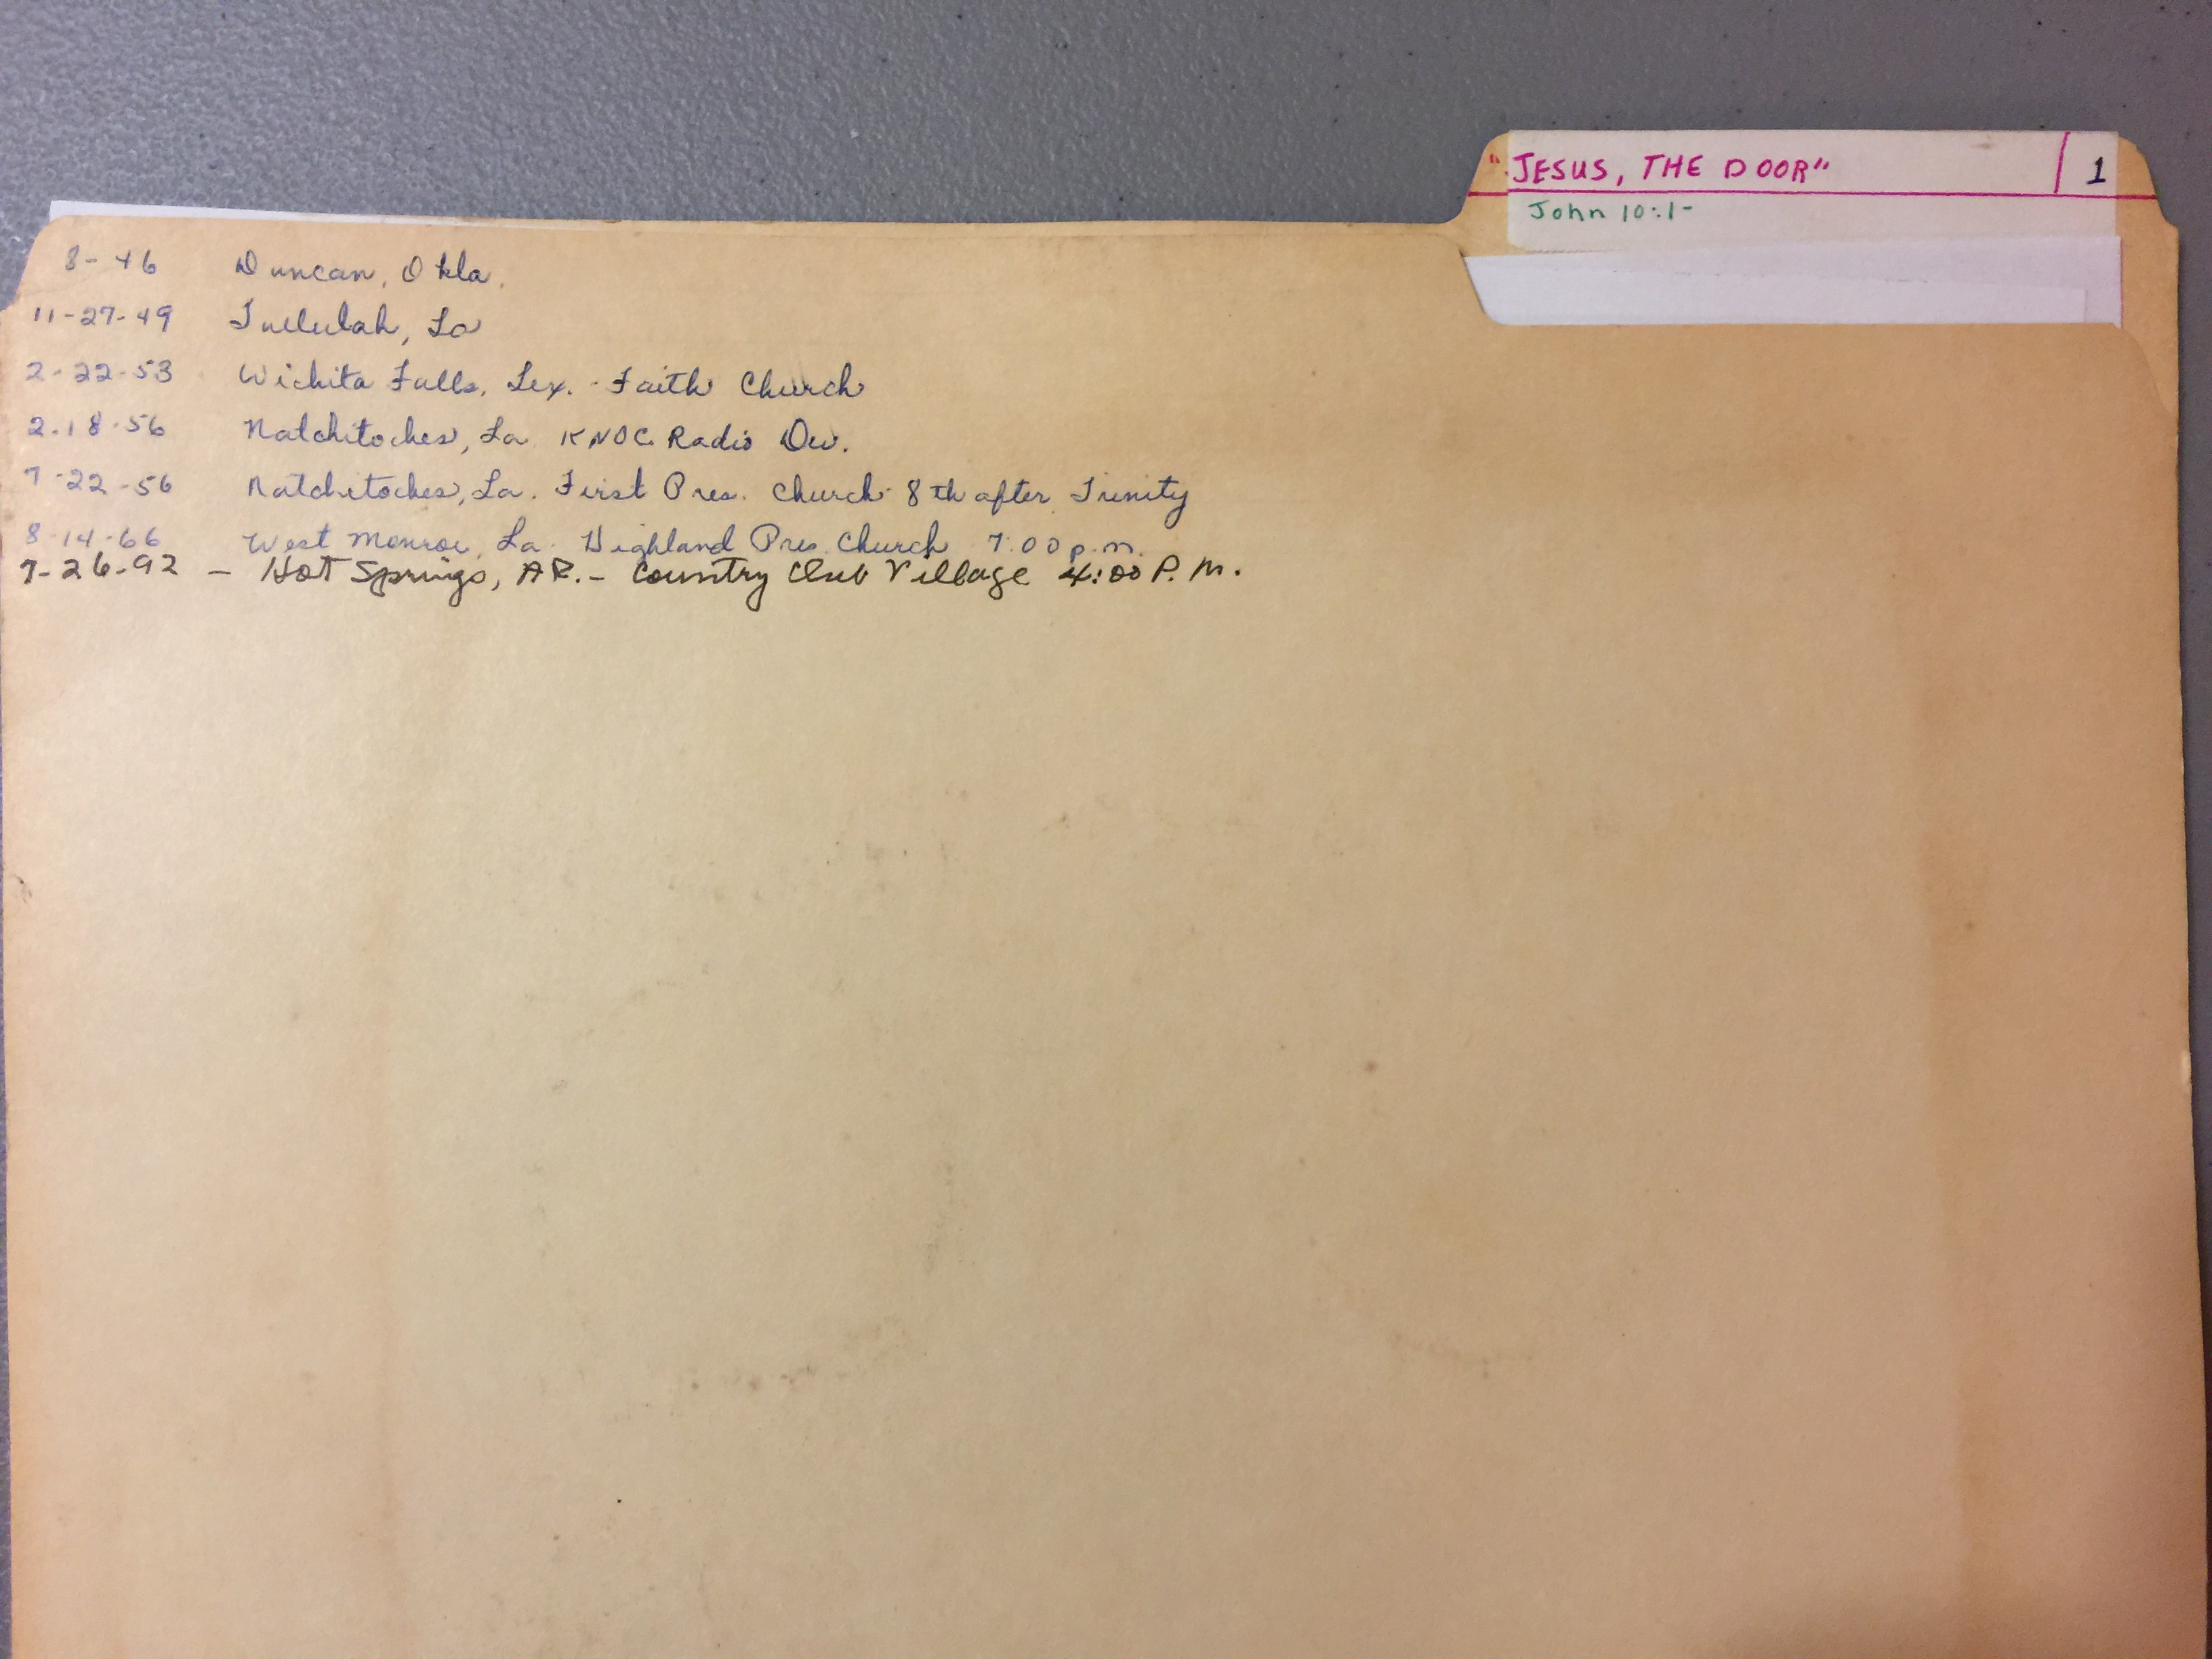 "JESUS, THE DOOR" 1
John 10:1-
8-46 Duncan, Okla.
11-27-49 Tallulah, La
2-22-53 Wichita Falls, Tex. - Faith Church
2-18-56 Natchitoches, La KNOC Radio Dev.
7-22-56 Natchitoches, La. First Pres. Church 8th after Trinity
8-14-66 West Monroe, La. Highland Pres. Church 7:00 p.m.
7-26-92 - Hot Springs, AR. - Country Club Village 4:00 P.M.